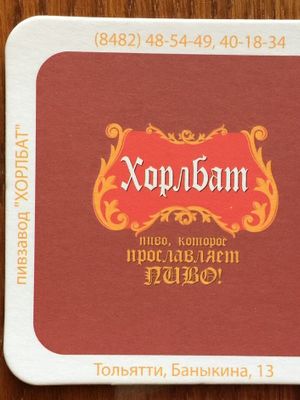 (8482) 48-54-49, 40-18-34
пивзавод "ХОРЛБАТ"
Хорлбат
пиво, которое
прославляет
ПИВО!
Тольятти, Баныкина, 13